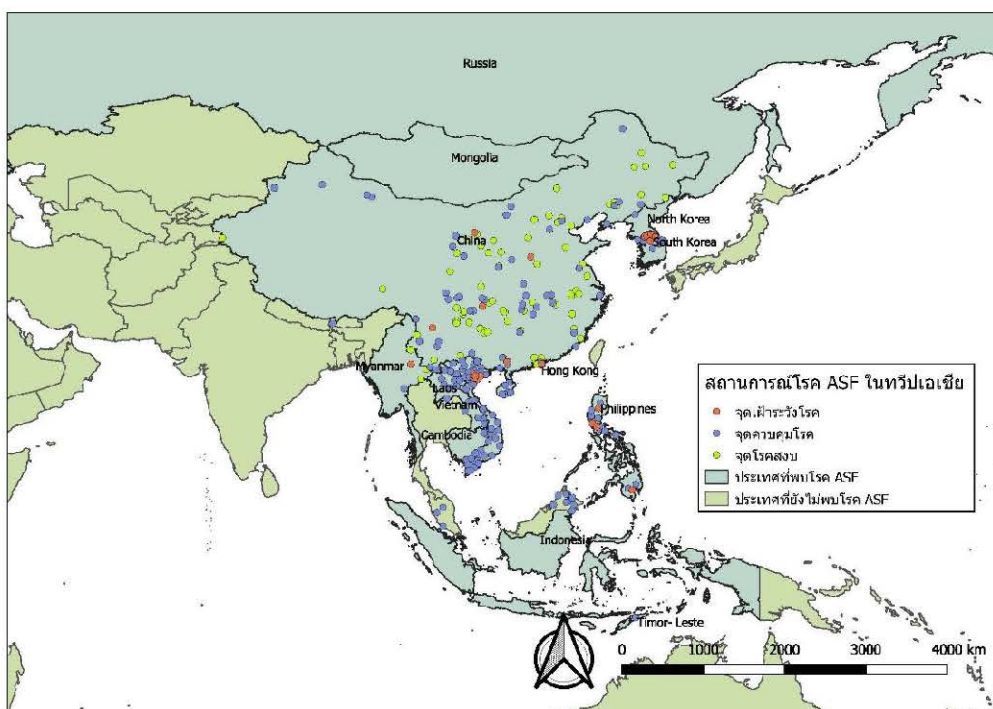 Russia
Mongolia
North Korea
China
South Korea
Myanmar
Hong Kong
Laos
Vietnam
Philippines
Cambodia
Indonesia
Timor- Leste
สถานการณ์โรค ASF ในทวีปเอเชีย
จุดเฝ้าระวังโรค
จุดควบคุมโรค
จุดโรคสงบ
ประเทศที่พบโรค ASF
ประเทศที่ยังไม่พบโรค ASF
0 1000 2000 3000 4000 km